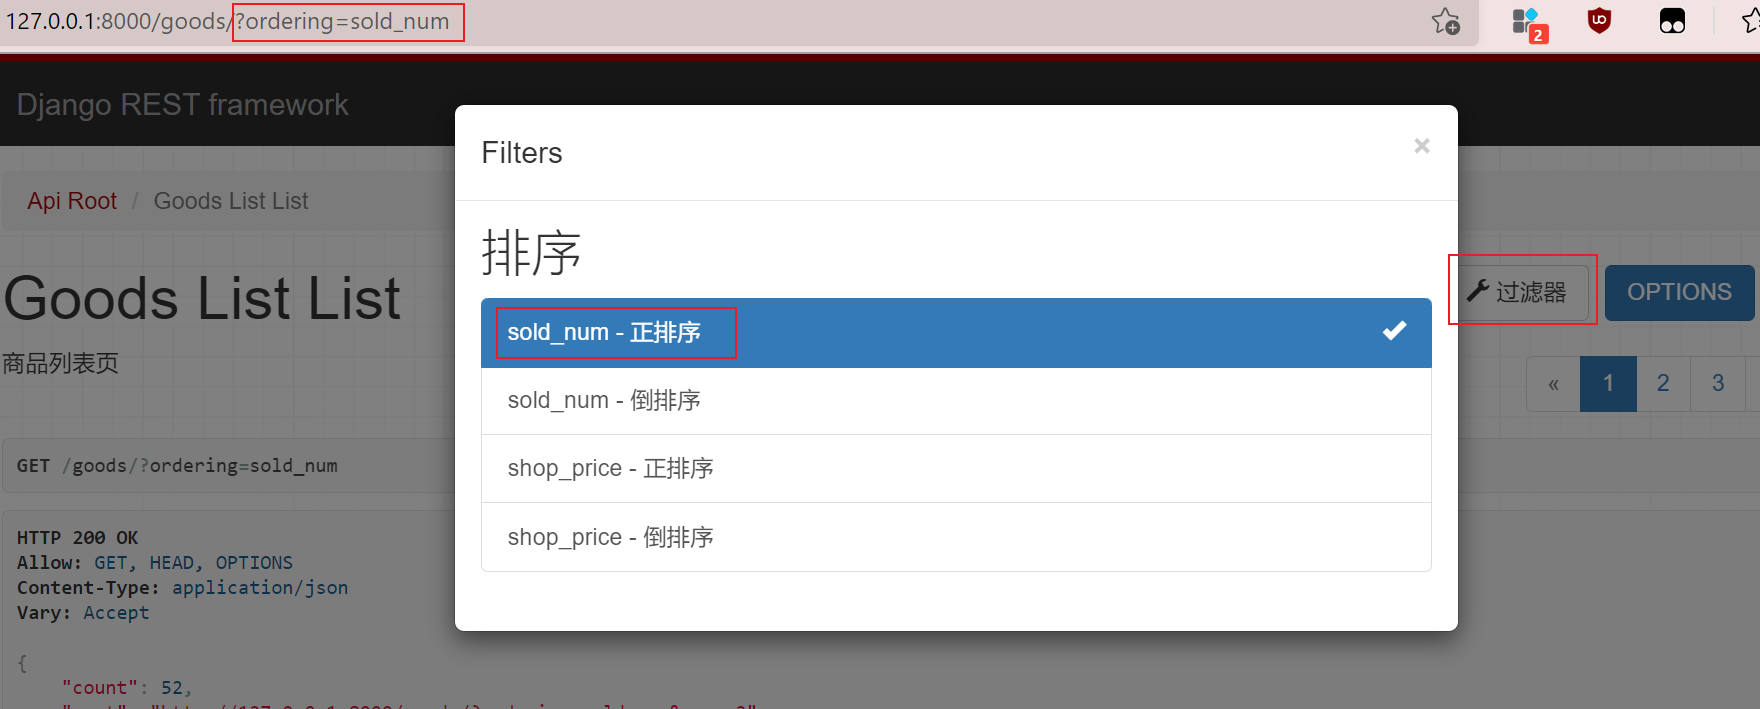 127.0.0.1:8000/goods/?ordering=sold_num
2
Django REST framework
Filters
×
Api Root / Goods List List
排序
Goods List List
过滤器
OPTIONS
sold_num - 正排序
商品列表页
sold_num - 倒排序
« 1 2 3
shop_price - 正排序
GET /goods/?ordering=sold_num
shop_price - 倒排序
HTTP 200 OK
Allow: GET, HEAD, OPTIONS
Content-Type: application/json
Vary: Accept
{
"count": 52,